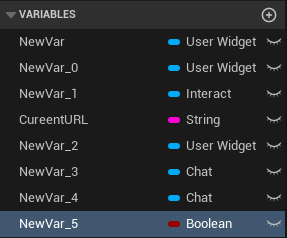 VARIABLES
NewVar User Widget
NewVar_0 User Widget
NewVar_1 Interact
CureentURL String
NewVar_2 User Widget
NewVar_3 Chat
NewVar_4 Chat
NewVar_5 Boolean